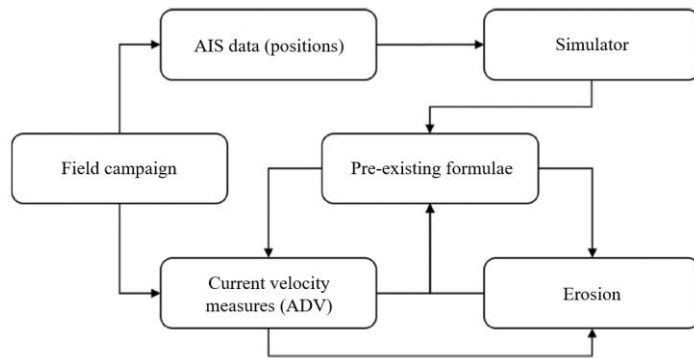 AIS data (positions)
Simulator
Field campaign
Pre-existing formulae
Current velocity
measures (ADV)
Erosion